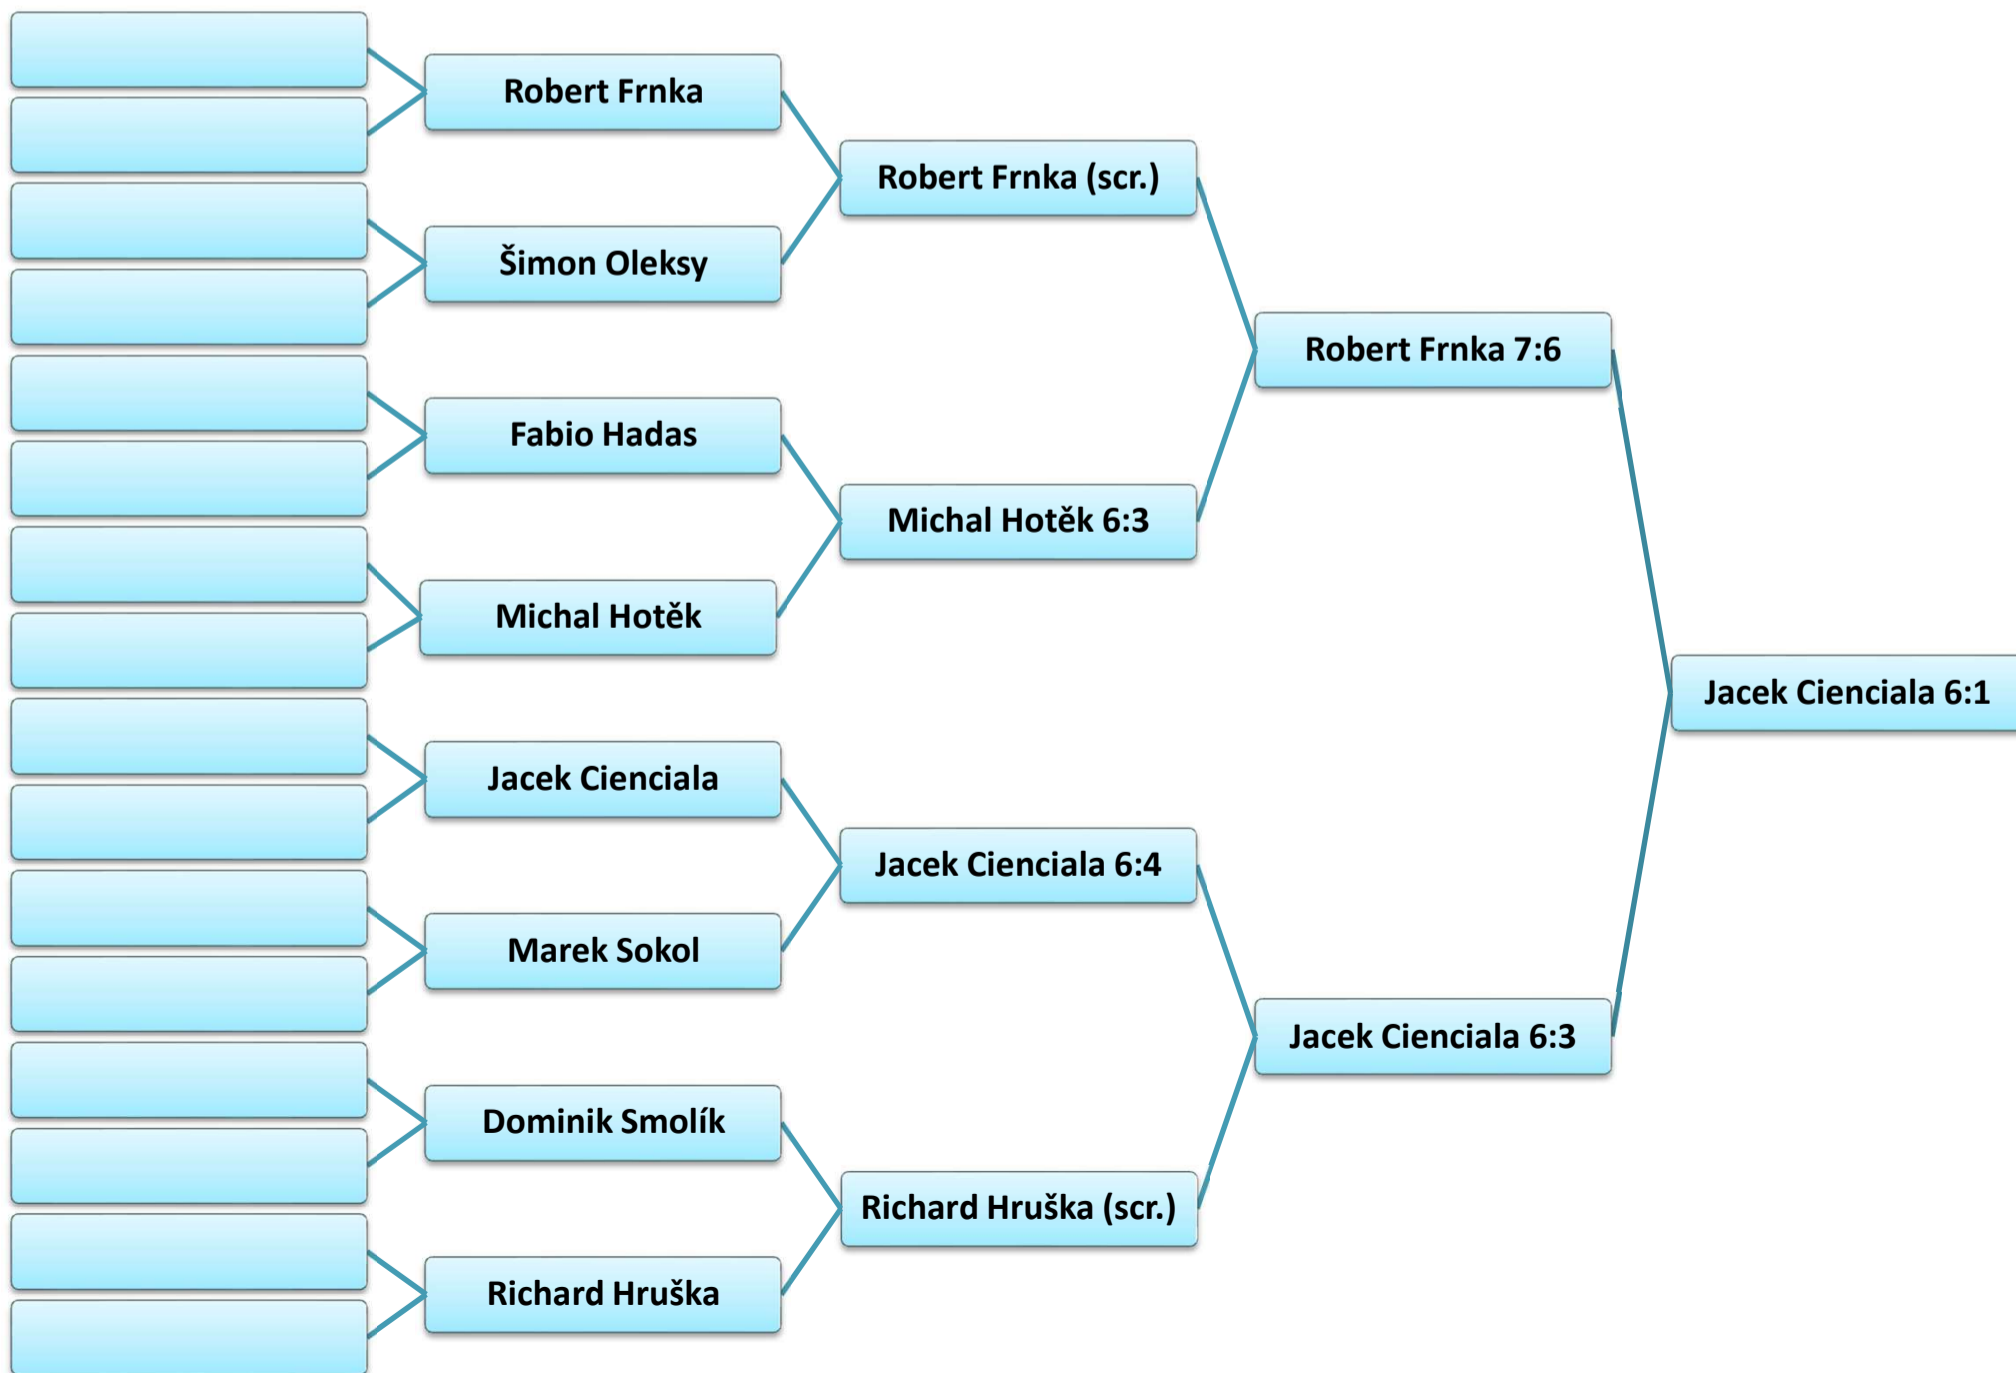 Robert Frnka
Šimon Oleksy
Fabio Hadas
Michal Hotěk
Jacek Cienciala
Marek Sokol
Dominik Smolík
Richard Hruška
Robert Frnka (scr.)
Michal Hotěk 6:3
Jacek Cienciala 6:4
Richard Hruška (scr.)
Robert Frnka 7:6
Jacek Cienciala 6:3
Jacek Cienciala 6:1